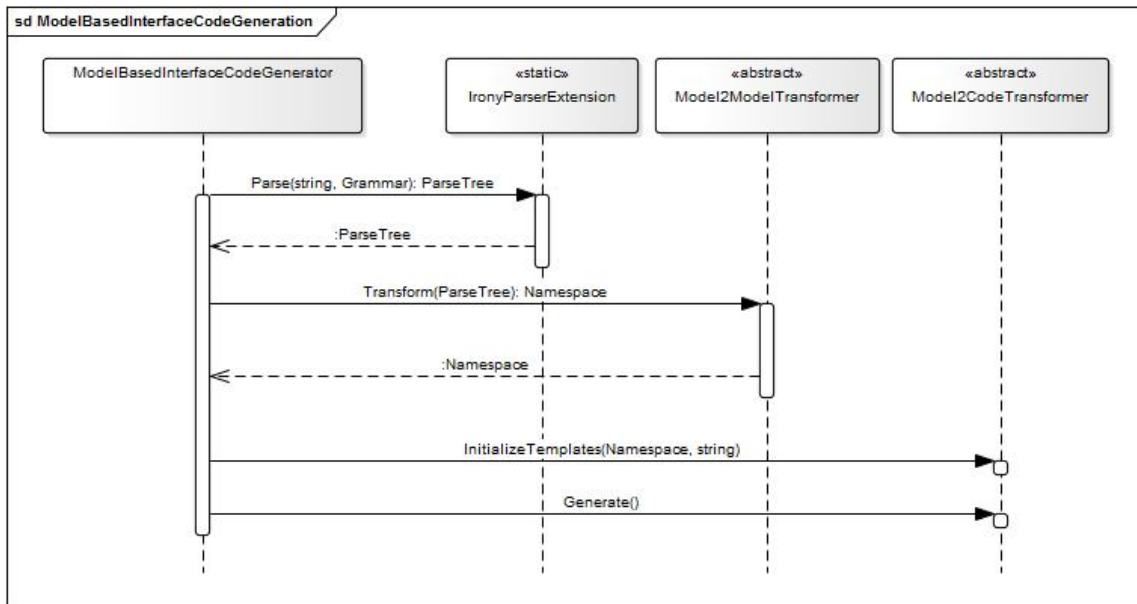 sd ModelBasedInterfaceCodeGeneration
ModelBasedInterfaceCodeGenerator
«static»
IronyParserExtension
«abstract»
Model2ModelTransformer
«abstract»
Model2CodeTransformer
Parse(string, Grammar): ParseTree
:ParseTree
Transform(ParseTree): Namespace
:Namespace
InitializeTemplates(Namespace, string)
Generate()